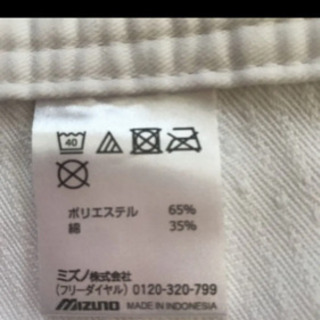 40
ポリエステル 65%
綿 35%
ミズノ株式会社
(フリーダイヤル) 0120-320-799
MIZUNO MADE IN INDONESIA